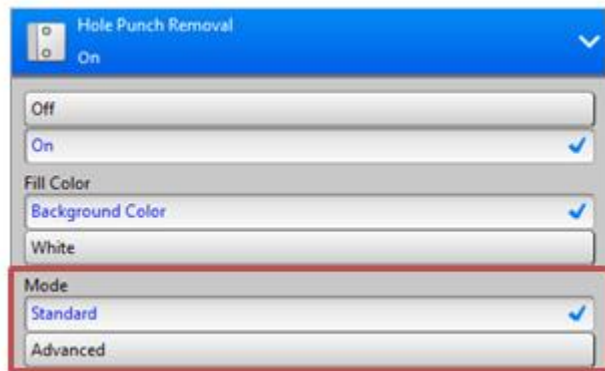 Hole Punch Removal
On
Off
On
Fill Color
Background Color
White
Mode
Standard
Advanced